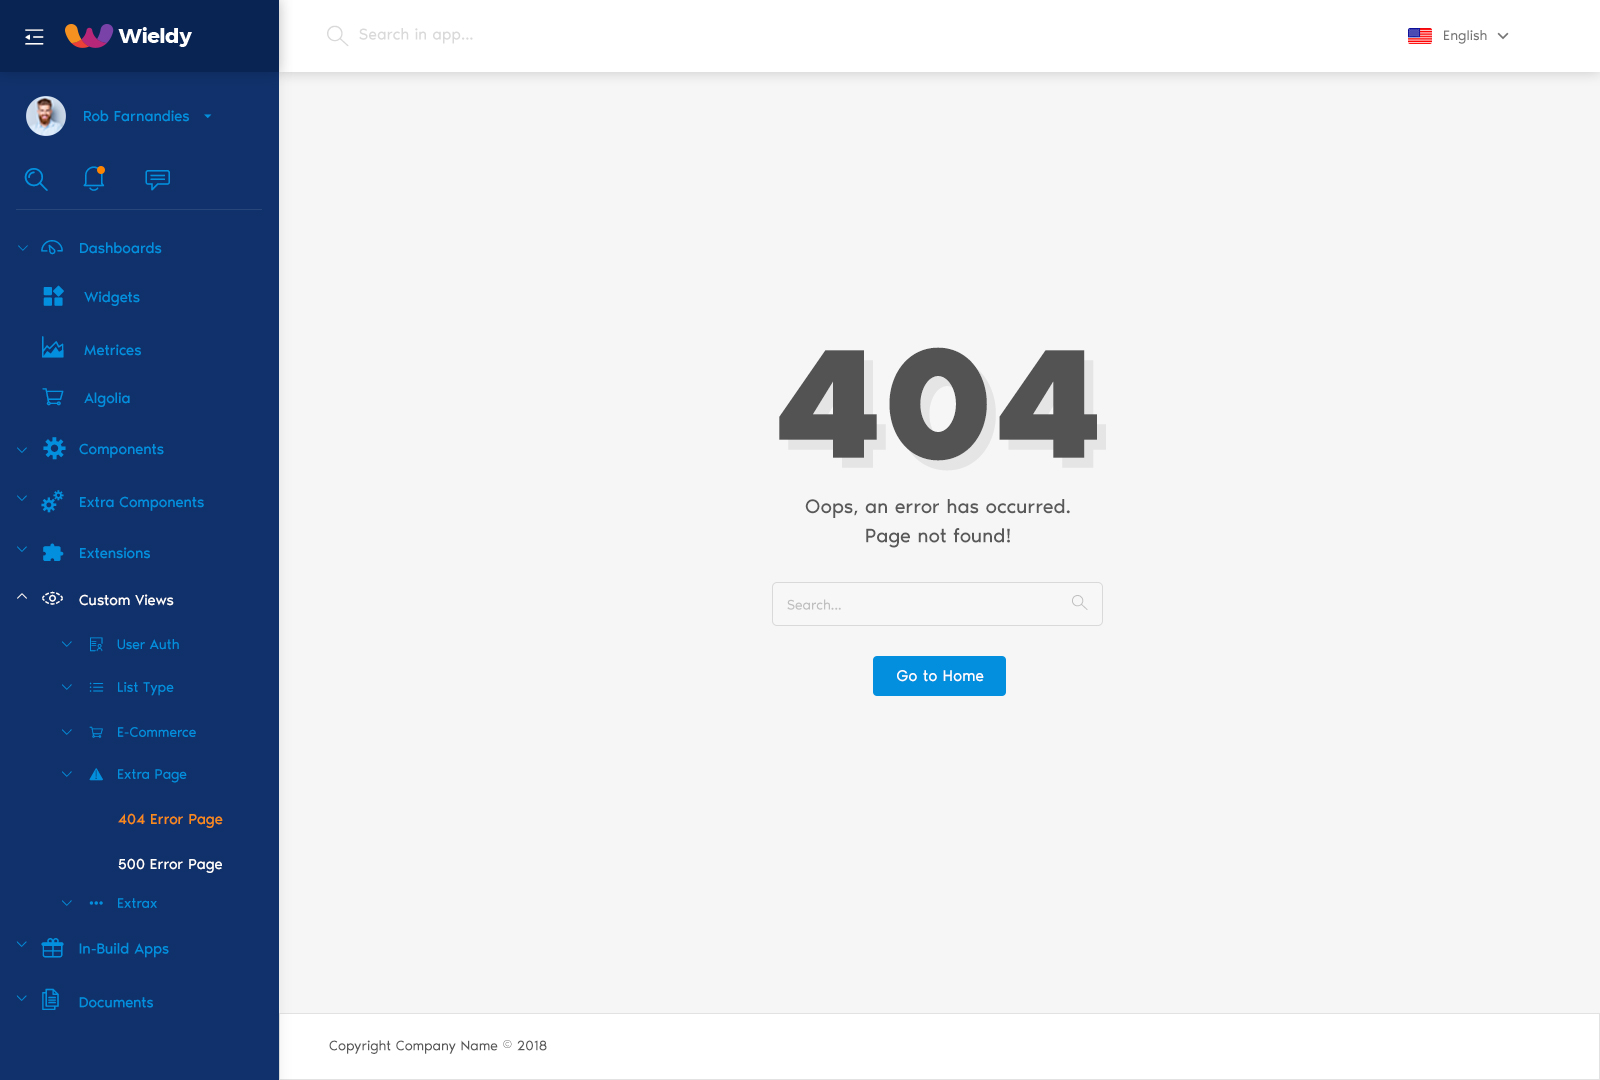 Wieldy
Search in app...
English
Rob Farnandies
Dashboards
Widgets
Metrices
Algolia
Components
Extra Components
Extensions
Custom Views
User Auth
List Type
E-Commerce
Extra Page
404 Error Page
500 Error Page
Extrax
In-Build Apps
Documents
404
Oops, an error has occurred.
Page not found!
Search...
Go to Home
Copyright Company Name © 2018